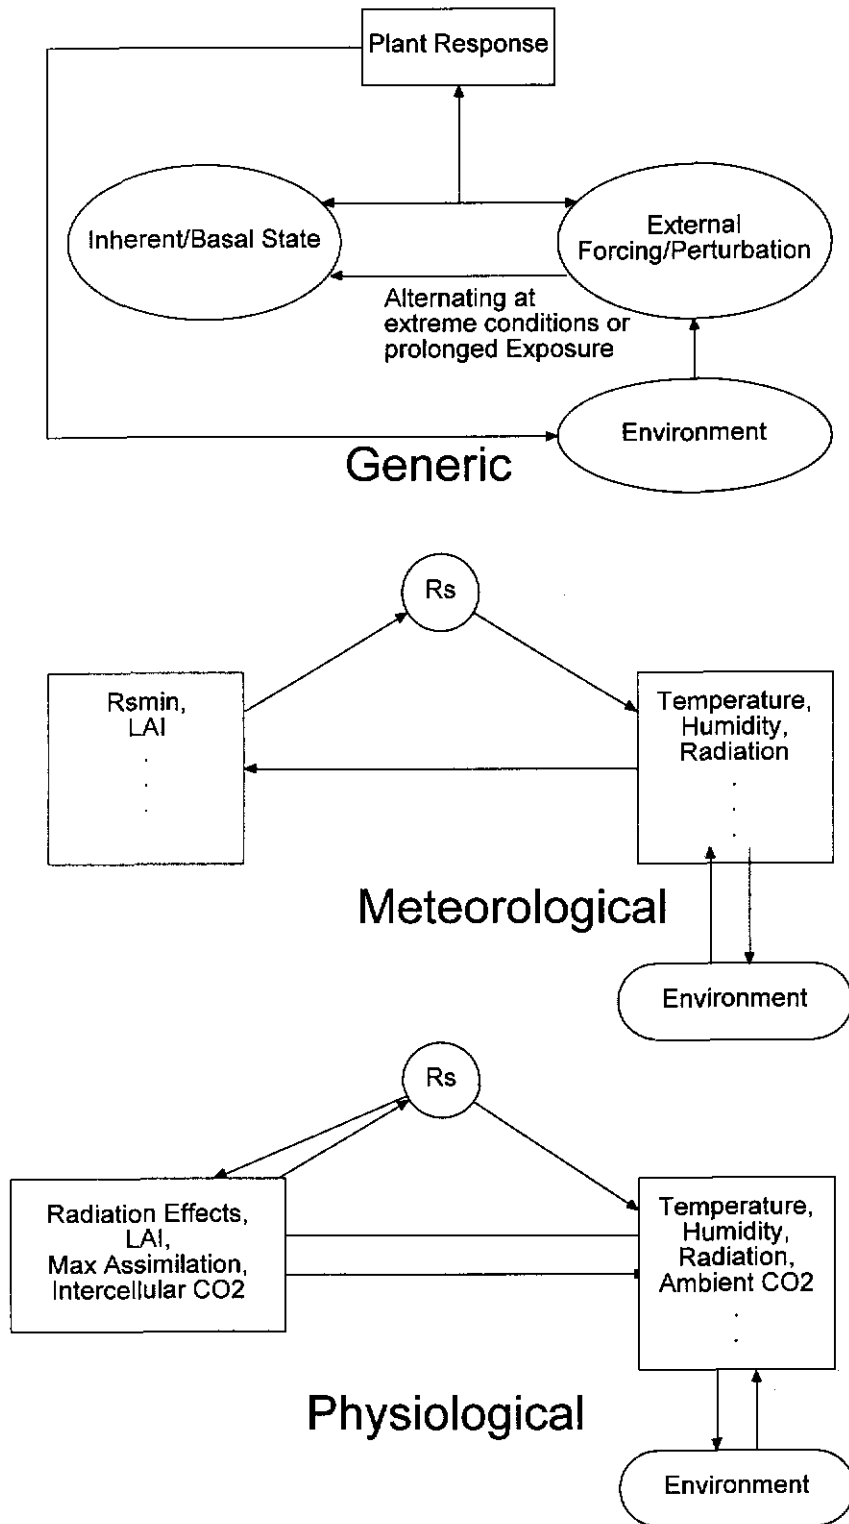 Plant Response
Inherent/Basal State
External
Forcing/Perturbation
Alternating at
extreme conditions or
prolonged Exposure
Environment
Generic
Rs
Rsmin,
LAI
.
.
.
Temperature,
Humidity,
Radiation
.
.
.
Meteorological
Environment
Rs
Radiation Effects,
LAI,
Max Assimilation,
Intercellular CO2
Temperature,
Humidity,
Radiation,
Ambient CO2
.
.
Physiological
Environment